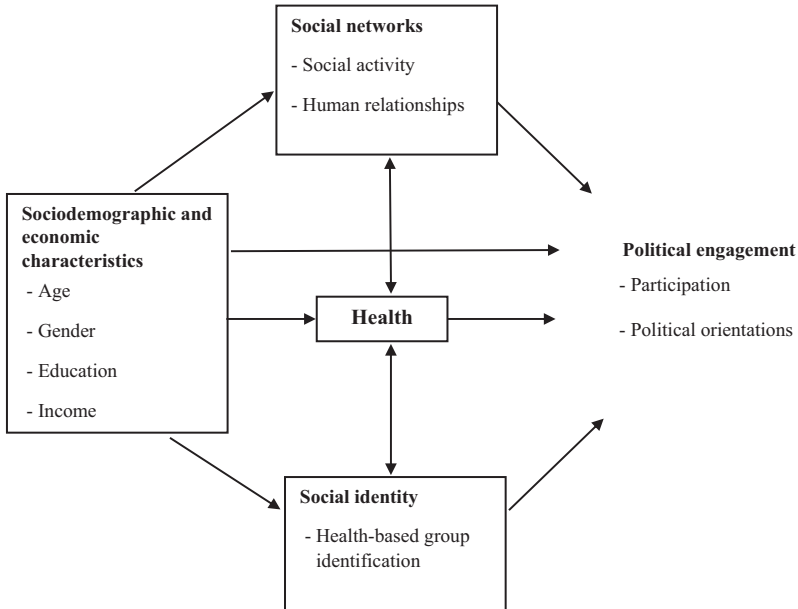 Social networks
- Social activity
- Human relationships
Sociodemographic and
economic
characteristics
- Age
- Gender
- Education
- Income
Health
Political engagement
- Participation
- Political orientations
Social identity
- Health-based group
identification